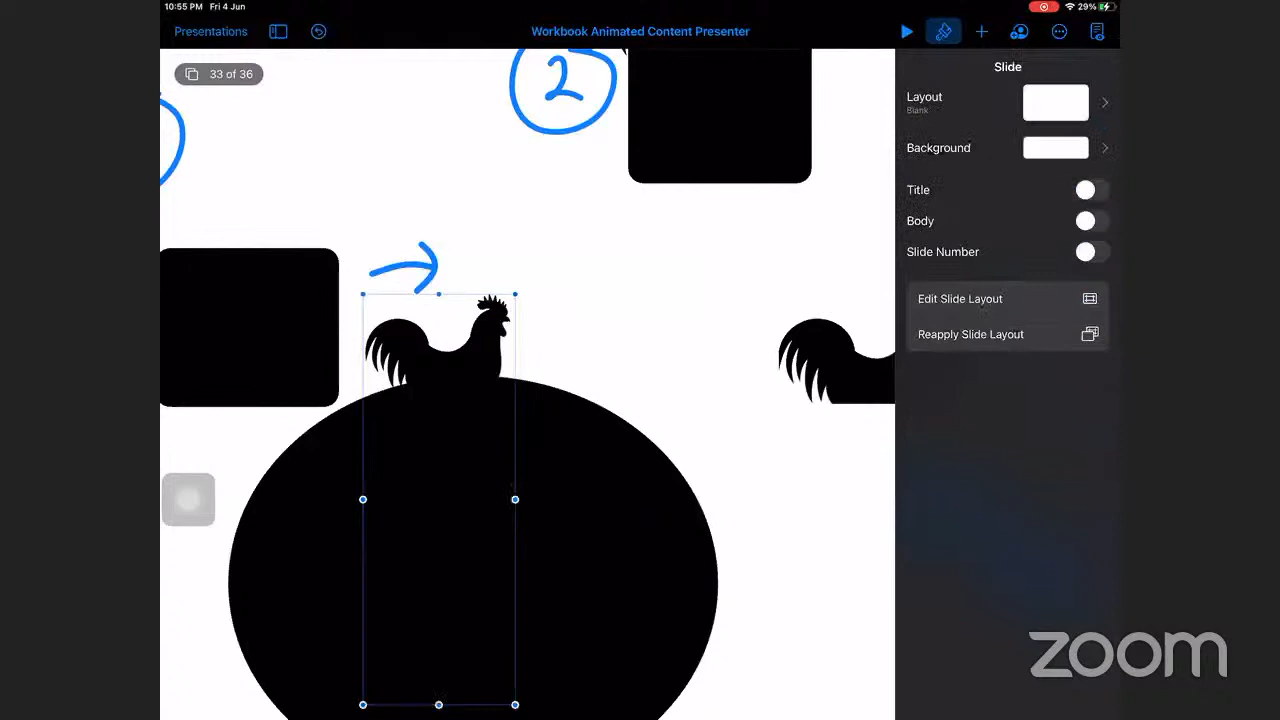 10:55 PM Fri 4 Jun
29%
Presentations
Workbook Animated Content Presenter
33 of 36
2
Slide
Layout
Blank
Background
Title
Body
Slide Number
Edit Slide Layout
Reapply Slide Layout
zoom